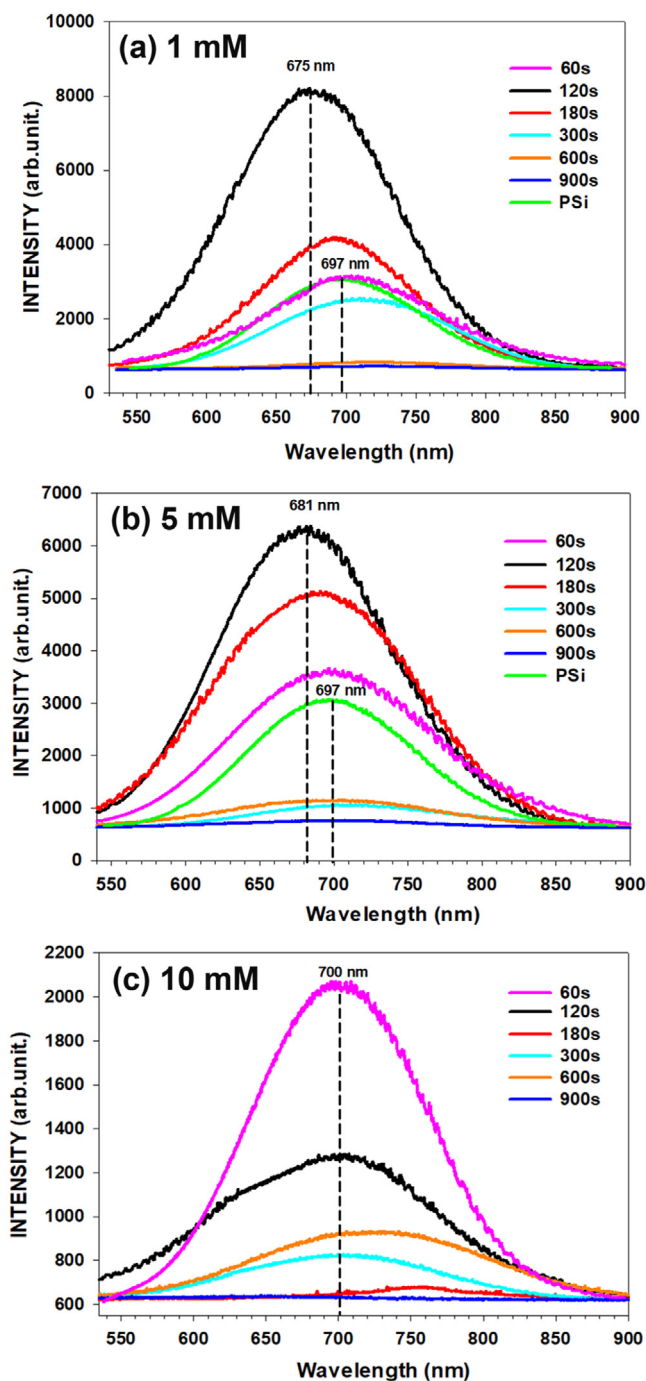 (a) 1 mM
675 nm
697 nm
60s
120s
180s
300s
600s
900s
PSi
INTENSITY (arb.unit.)
10000
8000
6000
4000
2000
0
550 600 650 700 750 800 850 900
Wavelength (nm)
(b) 5 mM
681 nm
697 nm
60s
120s
180s
300s
600s
900s
PSi
INTENSITY (arb.unit.)
7000
6000
5000
4000
3000
2000
1000
0
550 600 650 700 750 800 850 900
Wavelength (nm)
(c) 10 mM
700 nm
60s
120s
180s
300s
600s
900s
INTENSITY (arb.unit.)
2200
2000
1800
1600
1400
1200
1000
800
600
550 600 650 700 750 800 850 900
Wavelength (nm)